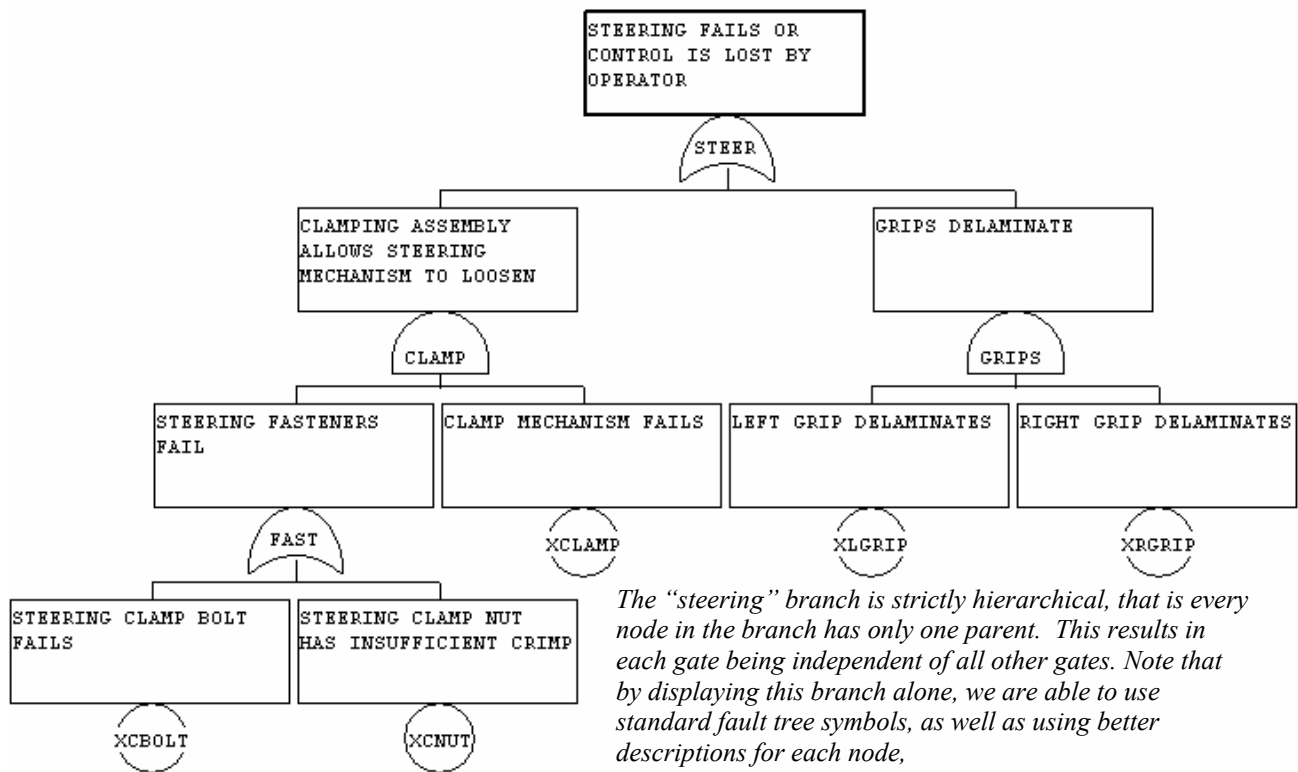 STEERING FAILS OR
CONTROL IS LOST BY
OPERATOR
STEER
CLAMPING ASSEMBLY
ALLOWS STEERING
MECHANISM TO LOOSEN
GRIPS DELAMINATE
CLAMP
GRIPS
STEERING FASTENERS
FAIL
CLAMP MECHANISM FAILS
LEFT GRIP DELAMINATES
RIGHT GRIP DELAMINATES
FAST
XCLAMP
XLGRIP
XRGRIP
STEERING CLAMP BOLT
FAILS
STEERING CLAMP NUT
HAS INSUFFICIENT CRIMP
XCBOLT
XCNUT
The “steering” branch is strictly hierarchical, that is every
node in the branch has only one parent.  This results in
each gate being independent of all other gates. Note that
by displaying this branch alone, we are able to use
standard fault tree symbols, as well as using better
descriptions for each node,